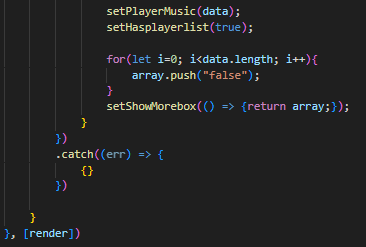 setPlayerMusic(data);
setHasplayerlist(true);
for(let i=0; i<data.length; i++){
array.push("false");
}
setShowMorebox(() => {return array;});
}
})
.catch((err) => {
{}
})
}
}, [render])